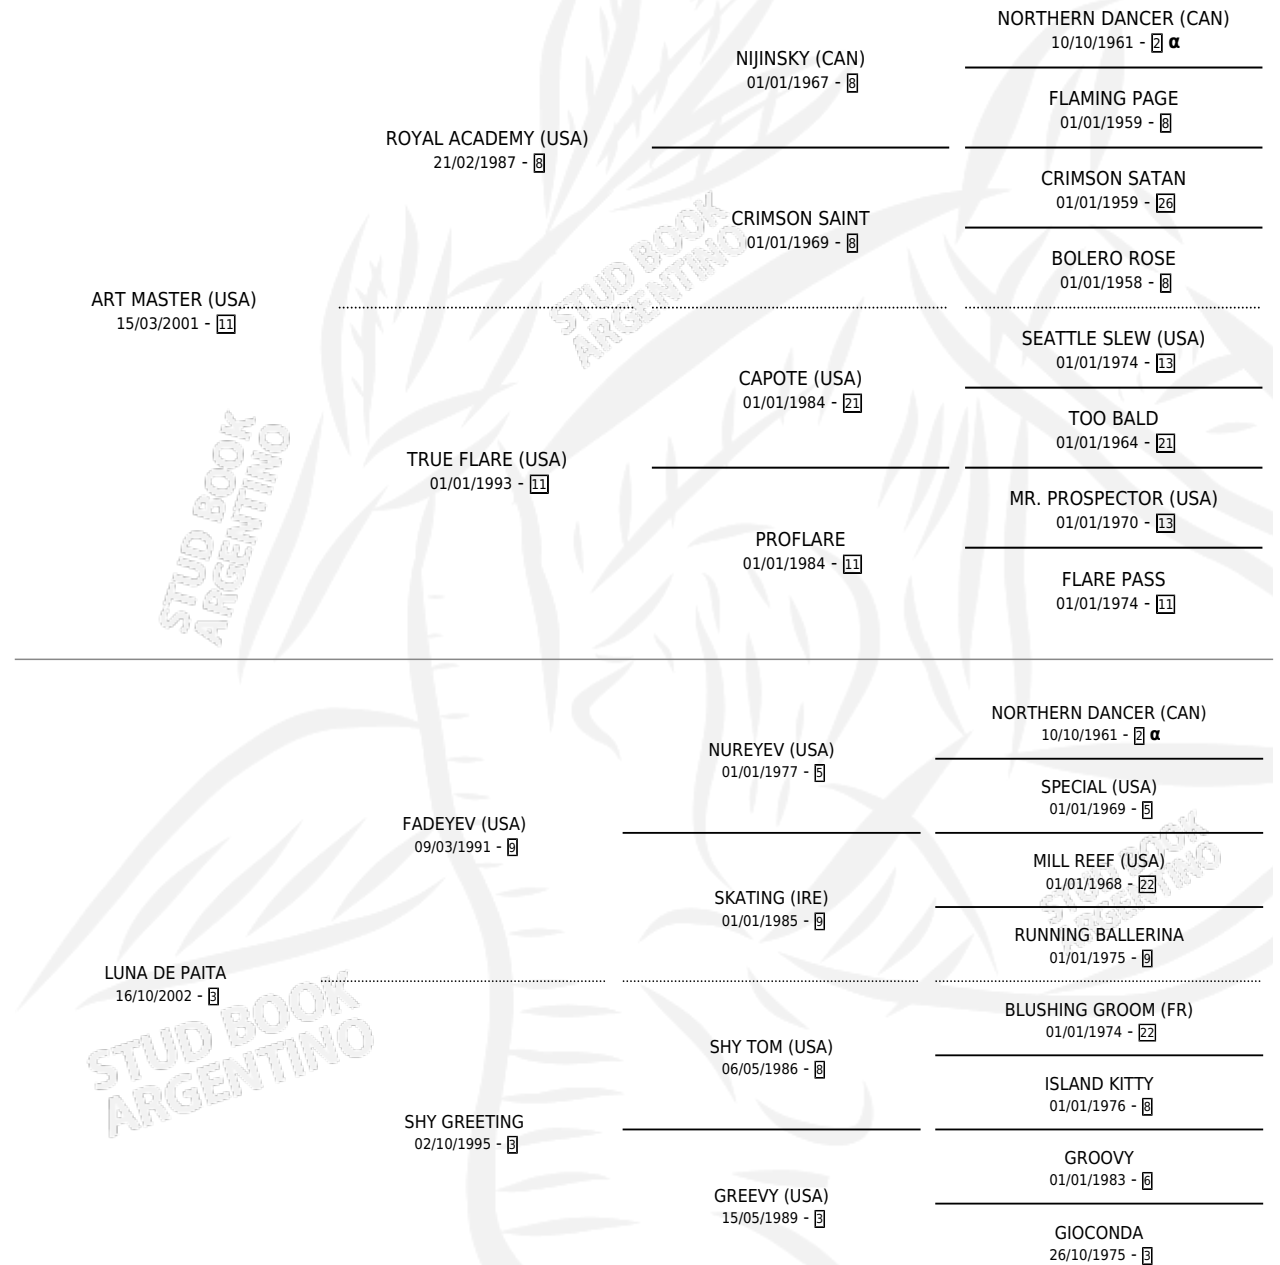 NORTHERN DANCER (CAN)
10/10/1961 - 2 α
NIJINSKY (CAN)
01/01/1967 - 8
FLAMING PAGE
01/01/1959 - 8
ROYAL ACADEMY (USA)
21/02/1987 - 8
CRIMSON SATAN
01/01/1959 - 26
CRIMSON SAINT
01/01/1969 - 8
BOLERO ROSE
01/01/1958 - 8
ART MASTER (USA)
15/03/2001 - 11
SEATTLE SLEW (USA)
01/01/1974 - 13
CAPOTE (USA)
01/01/1984 - 21
TOO BALD
01/01/1964 - 21
TRUE FLARE (USA)
01/01/1993 - 11
MR. PROSPECTOR (USA)
01/01/1970 - 13
PROFLARE
01/01/1984 - 11
FLARE PASS
01/01/1974 - 11
NORTHERN DANCER (CAN)
10/10/1961 - 2 α
NUREYEV (USA)
01/01/1977 - 5
SPECIAL (USA)
01/01/1969 - 5
FADEYEV (USA)
09/03/1991 - 9
MILL REEF (USA)
01/01/1968 - 22
SKATING (IRE)
01/01/1985 - 9
RUNNING BALLERINA
01/01/1975 - 9
LUNA DE PAITA
16/10/2002 - 3
BLUSHING GROOM (FR)
01/01/1974 - 22
SHY TOM (USA)
06/05/1986 - 8
ISLAND KITTY
01/01/1976 - 8
SHY GREETING
02/10/1995 - 3
GROOVY
01/01/1983 - 6
GREEVY (USA)
15/05/1989 - 3
GIOCONDA
26/10/1975 - 3
STUD BOOK
ARGENTINO
STUD BOOK
ARGENTINO
STUD BOOK
ARGENTINO
STUD BOOK
ARGENTINO